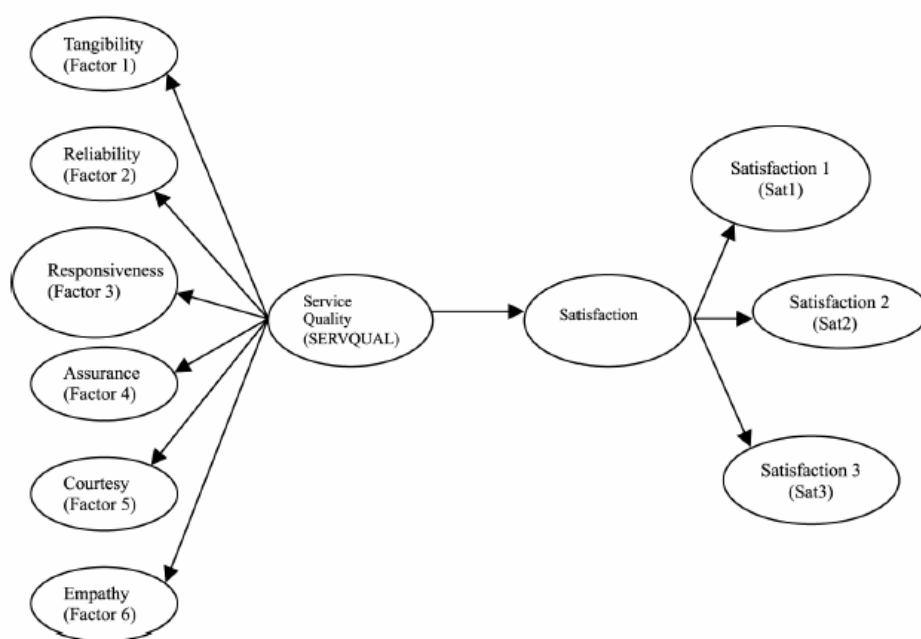 Tangibility
(Factor 1)
Reliability
(Factor 2)
Responsiveness
(Factor 3)
Assurance
(Factor 4)
Courtesy
(Factor 5)
Empathy
(Factor 6)
Service
Quality
(SERVQUAL)
Satisfaction
Satisfaction 1
(Sat1)
Satisfaction 2
(Sat2)
Satisfaction 3
(Sat3)